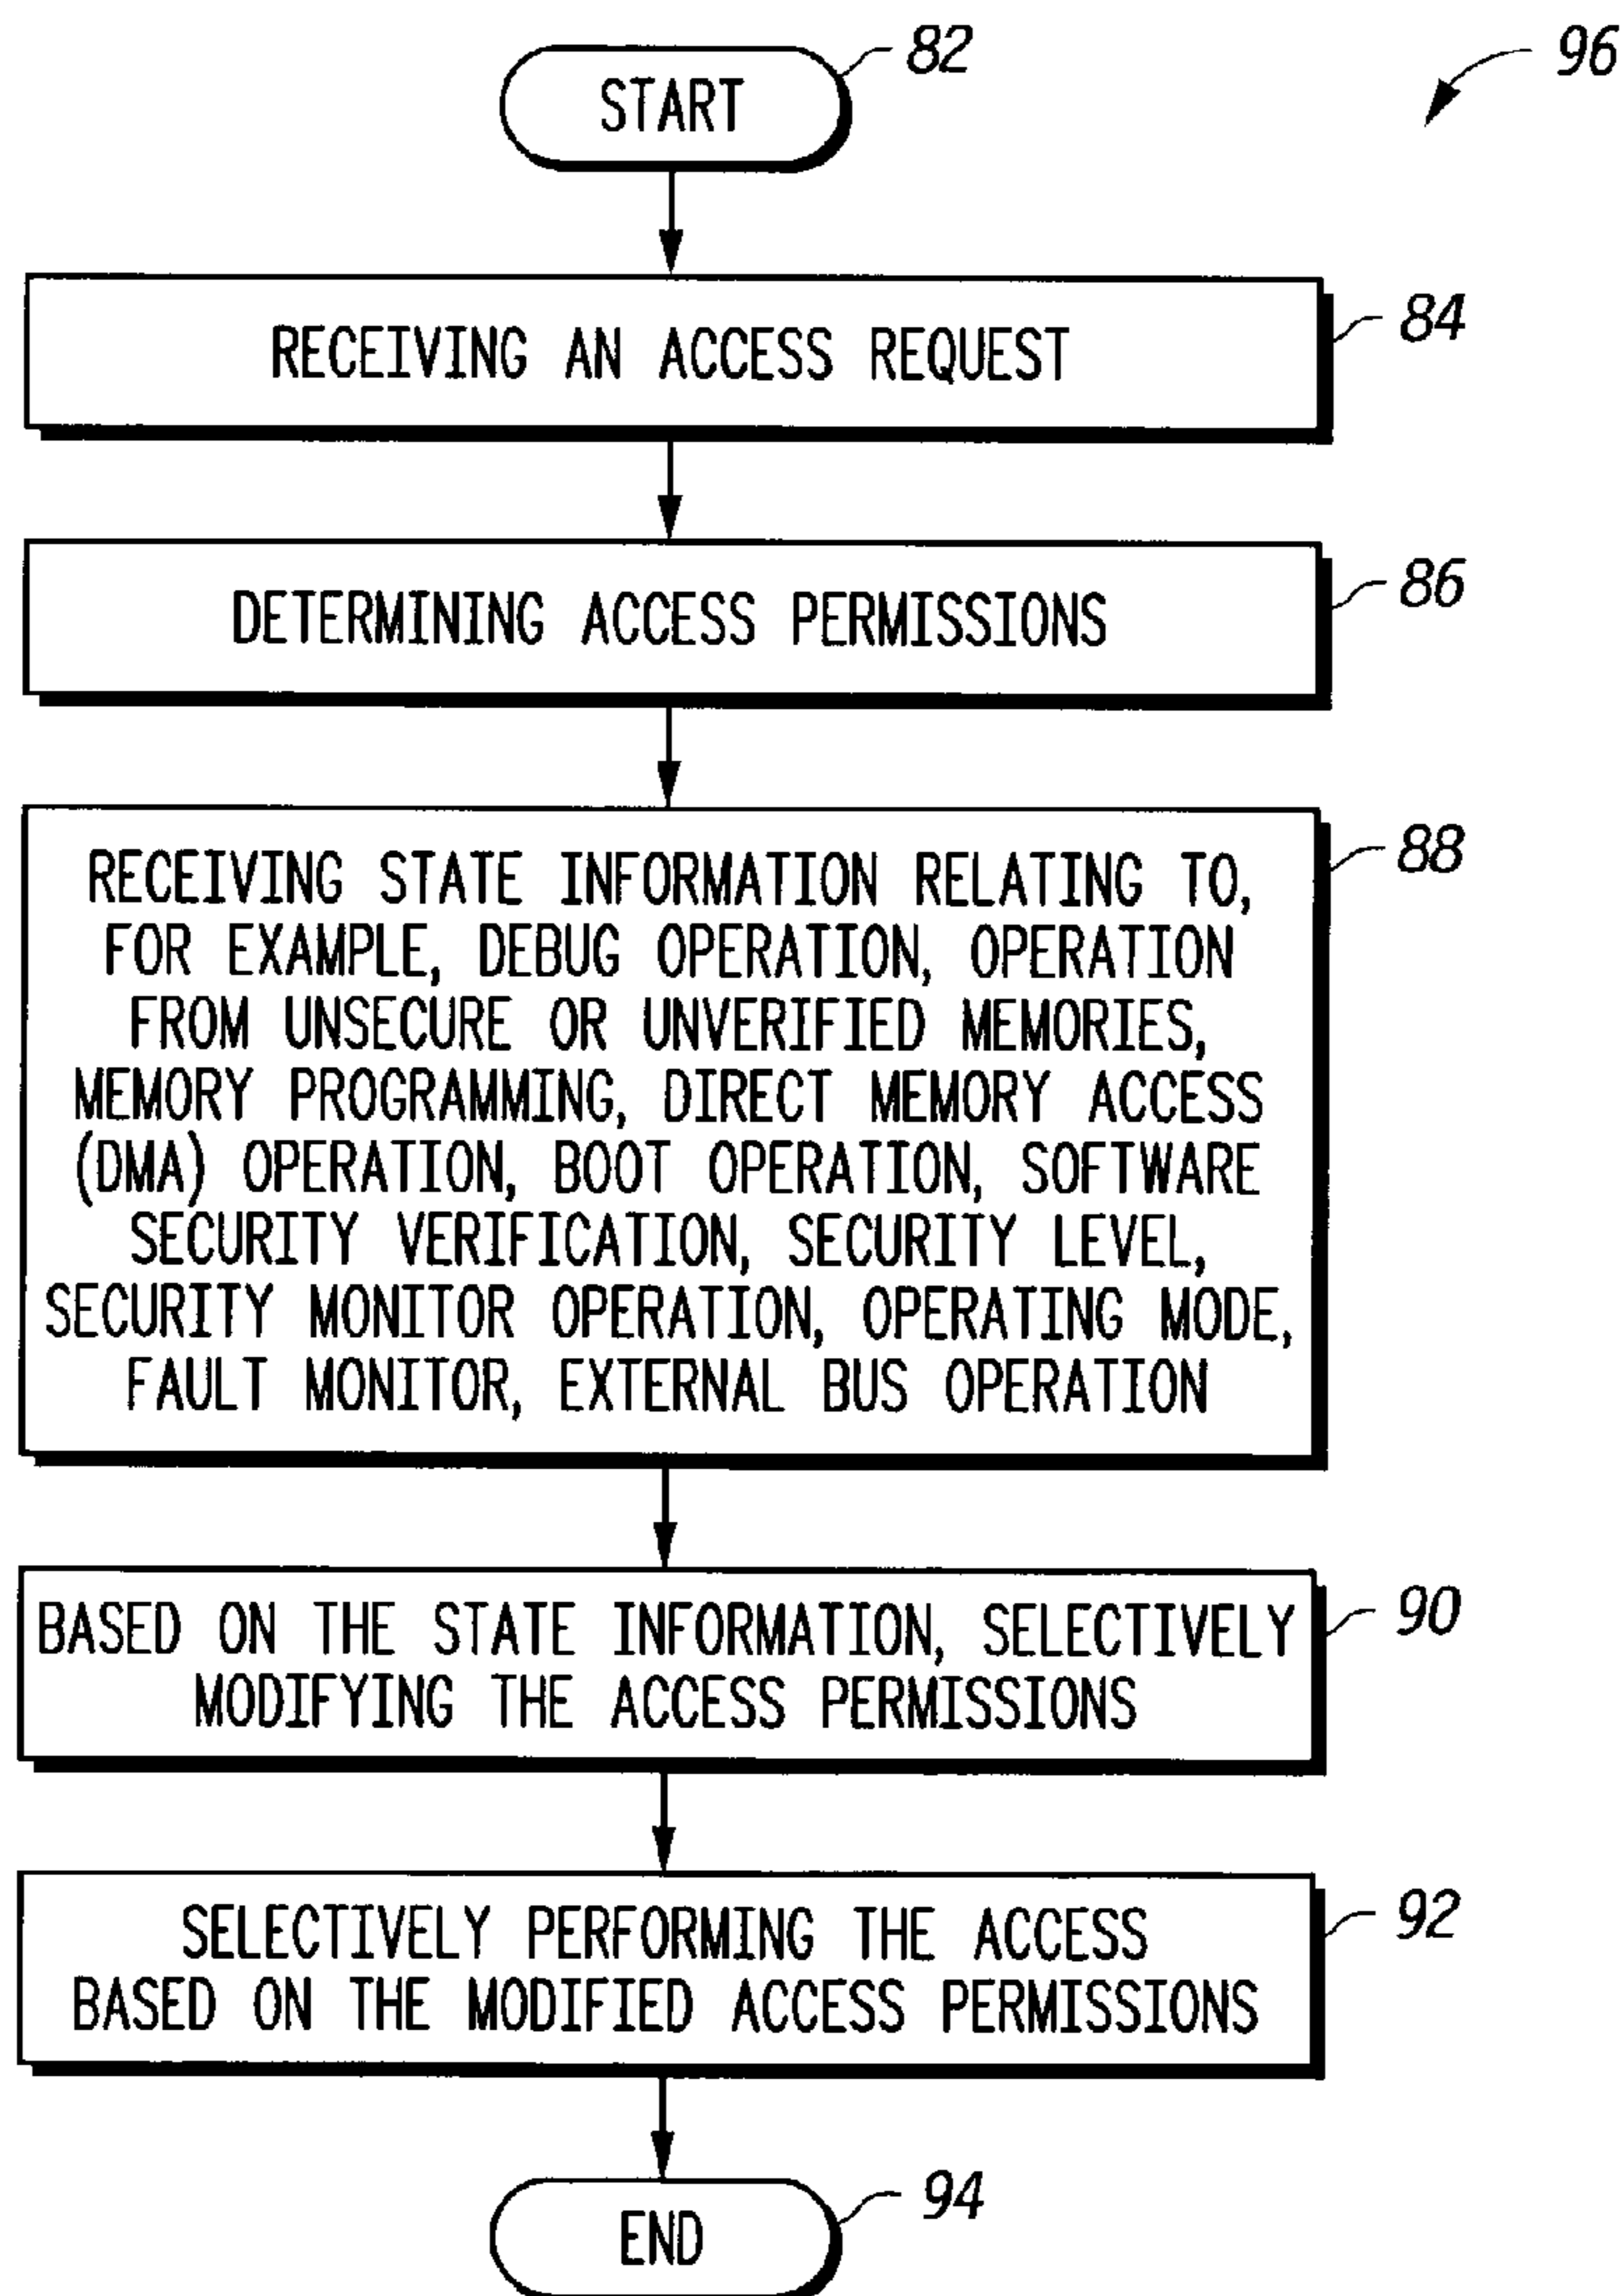 82
96
START
84
RECEIVING AN ACCESS REQUEST
86
DETERMINING ACCESS PERMISSIONS
88
RECEIVING STATE INFORMATION RELATING TO,
FOR EXAMPLE, DEBUG OPERATION, OPERATION
FROM UNSECURE OR UNVERIFIED MEMORIES,
MEMORY PROGRAMMING, DIRECT MEMORY ACCESS
(DMA) OPERATION, BOOT OPERATION, SOFTWARE
SECURITY VERIFICATION, SECURITY LEVEL,
SECURITY MONITOR OPERATION, OPERATING MODE,
FAULT MONITOR, EXTERNAL BUS OPERATION
90
BASED ON THE STATE INFORMATION, SELECTIVELY
MODIFYING THE ACCESS PERMISSIONS
92
SELECTIVELY PERFORMING THE ACCESS
BASED ON THE MODIFIED ACCESS PERMISSIONS
94
END